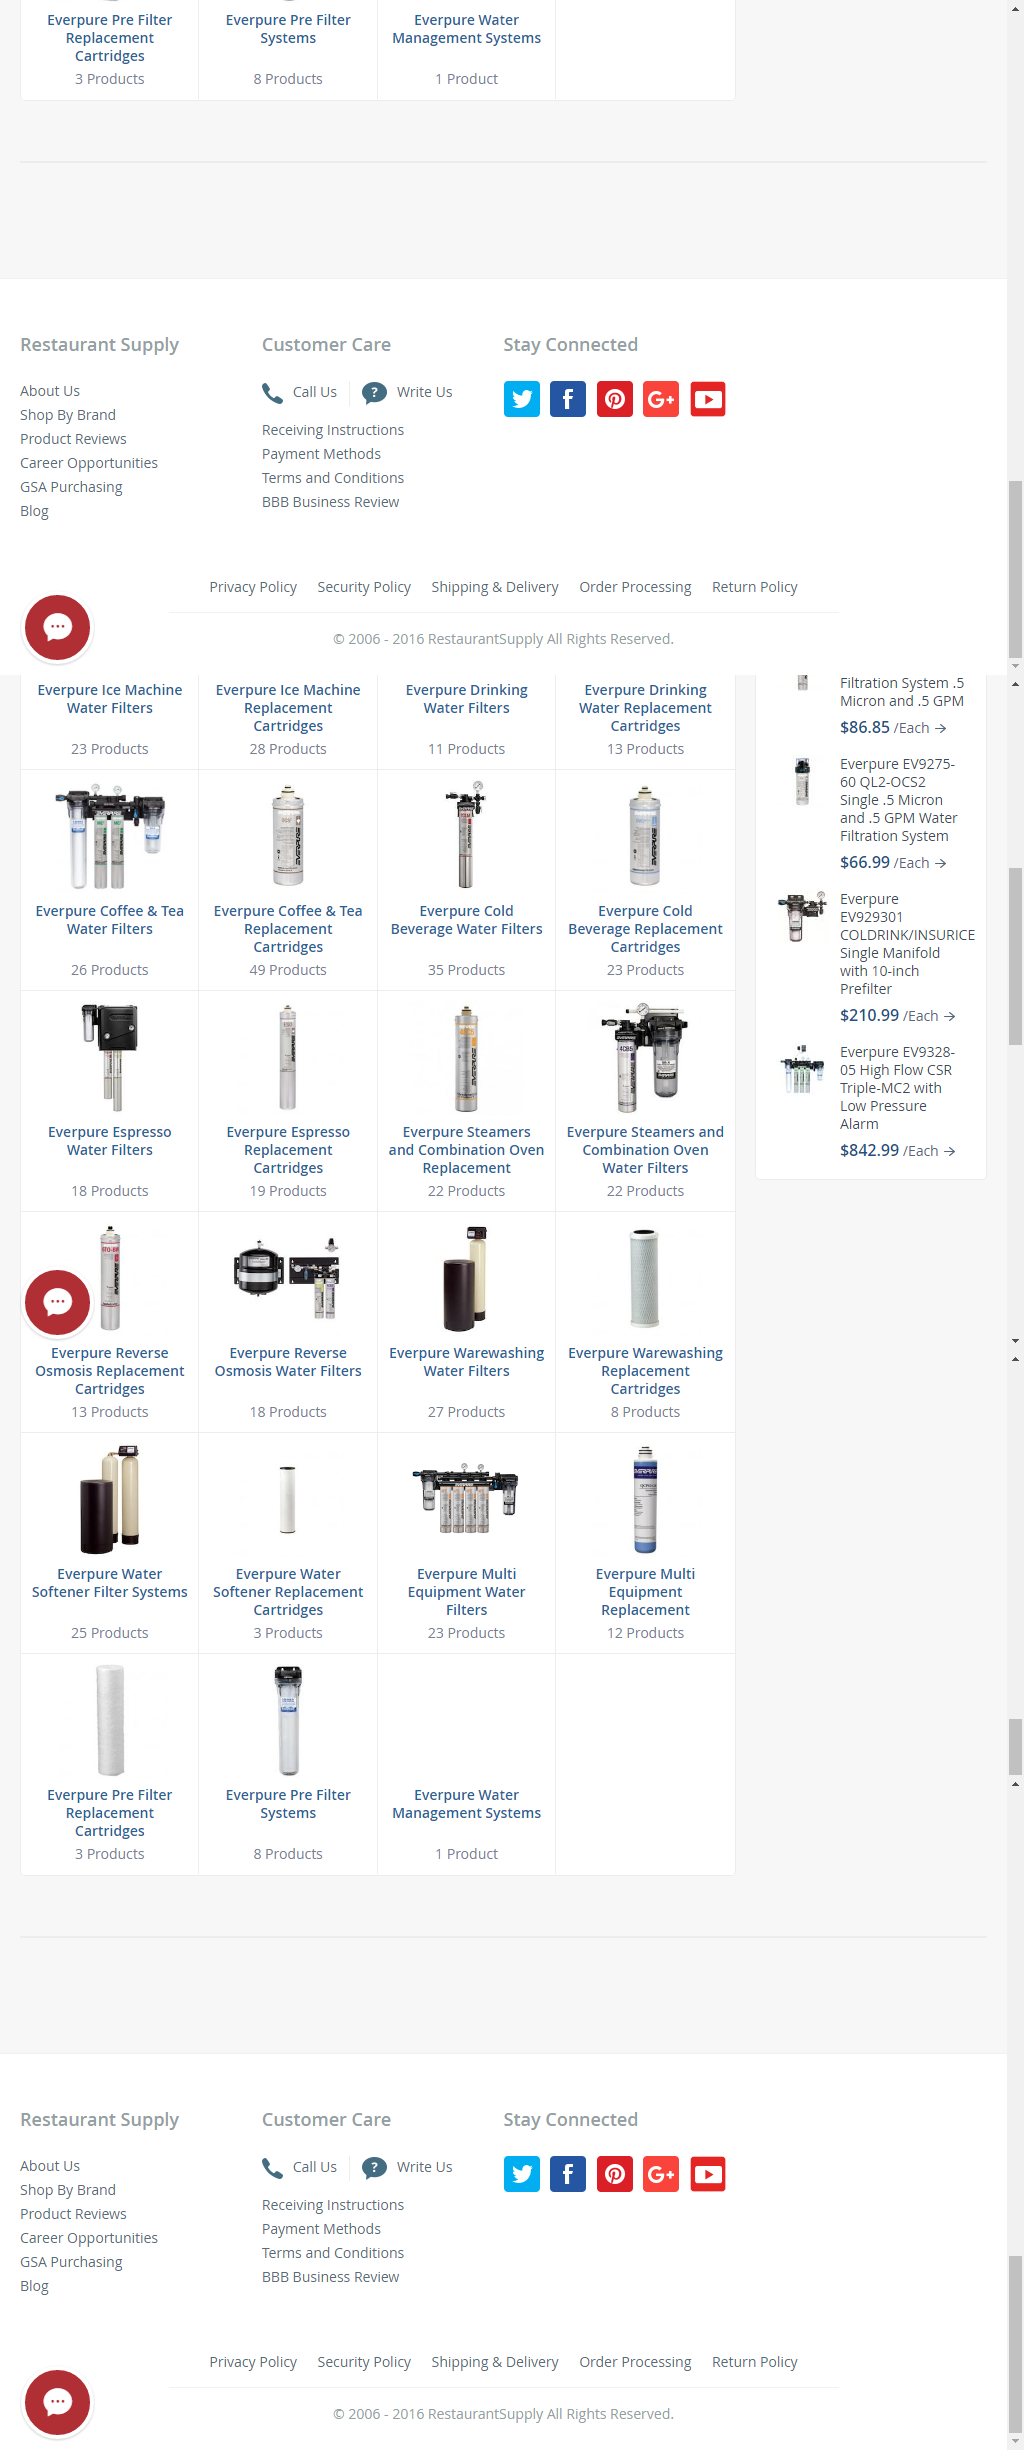 Everpure Pre Filter
Replacement
Cartridges
3 Products
Everpure Pre Filter
Systems
8 Products
Everpure Water
Management Systems
1 Product
Restaurant Supply
About Us
Shop By Brand
Product Reviews
Career Opportunities
GSA Purchasing
Blog
Customer Care
Call Us
Write Us
Receiving Instructions
Payment Methods
Terms and Conditions
BBB Business Review
Stay Connected
Privacy Policy Security Policy Shipping & Delivery Order Processing Return Policy
© 2006 - 2016 RestaurantSupply All Rights Reserved.
Everpure Ice Machine
Water Filters
23 Products
Everpure Ice Machine
Replacement
Cartridges
28 Products
Everpure Drinking
Water Filters
11 Products
Everpure Drinking
Water Replacement
Cartridges
13 Products
Everpure Coffee & Tea
Water Filters
26 Products
Everpure Coffee & Tea
Replacement
Cartridges
49 Products
Everpure Cold
Beverage Water Filters
35 Products
Everpure Cold
Beverage Replacement
Cartridges
23 Products
Everpure Espresso
Water Filters
18 Products
Everpure Espresso
Replacement
Cartridges
19 Products
Everpure Steamers
and Combination Oven
Replacement
22 Products
Everpure Steamers and
Combination Oven
Water Filters
22 Products
Everpure Reverse
Osmosis Replacement
Cartridges
13 Products
Everpure Reverse
Osmosis Water Filters
18 Products
Everpure Warewashing
Water Filters
27 Products
Everpure Warewashing
Replacement
Cartridges
8 Products
Everpure Water
Softener Filter Systems
25 Products
Everpure Water
Softener Replacement
Cartridges
3 Products
Everpure Multi
Equipment Water
Filters
23 Products
Everpure Multi
Equipment
Replacement
12 Products
Everpure Pre Filter
Replacement
Cartridges
3 Products
Everpure Pre Filter
Systems
8 Products
Everpure Water
Management Systems
1 Product
Filtration System .5
Micron and .5 GPM
$86.85 /Each →
Everpure EV9275-
60 QL2-OCS2
Single .5 Micron
and .5 GPM Water
Filtration System
$66.99 /Each →
Everpure
EV929301
COLDRINK/INSURICE
Single Manifold
with 10-inch
Prefilter
$210.99 /Each →
Everpure EV9328-
05 High Flow CSR
Triple-MC2 with
Low Pressure
Alarm
$842.99 /Each →
Restaurant Supply
About Us
Shop By Brand
Product Reviews
Career Opportunities
GSA Purchasing
Blog
Customer Care
Call Us
Write Us
Receiving Instructions
Payment Methods
Terms and Conditions
BBB Business Review
Stay Connected
Privacy Policy Security Policy Shipping & Delivery Order Processing Return Policy
© 2006 - 2016 RestaurantSupply All Rights Reserved.